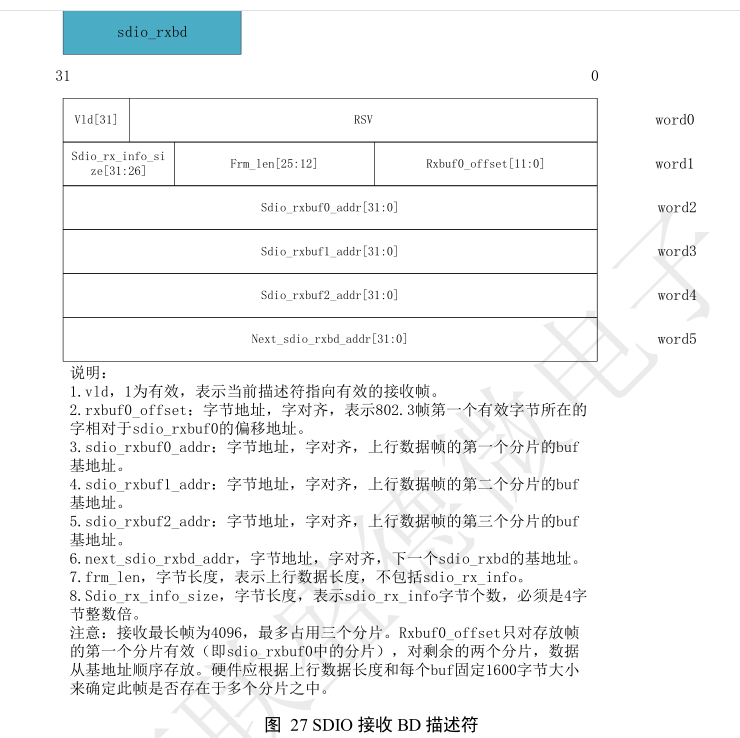 sdio_rxbd
31 0
Vld[31] RSV word0
Sdio_rx_info_si
ze[31:26] Frm_len[25:12] Rxbuf0_offset[11:0] word1
Sdio_rxbuf0_addr[31:0] word2
Sdio_rxbuf1_addr[31:0] word3
Sdio_rxbuf2_addr[31:0] word4
Next_sdio_rxbd_addr[31:0] word5
说明:
1.vld，1为有效，表示当前描述符指向有效的接收帧。
2.rxbuf0_offset：字节地址，字对齐，表示802.3帧第一个有效字节所在的
字相对于sdio_rxbuf0的偏移地址。
3.sdio_rxbuf0_addr：字节地址，字对齐，上行数据帧的第一个分片的buf
基地址。
4.sdio_rxbuf1_addr：字节地址，字对齐，上行数据帧的第二个分片的buf
基地址。
5.sdio_rxbuf2_addr：字节地址，字对齐，上行数据帧的第三个分片的buf
基地址。
6.next_sdio_rxbd_addr，字节地址，字对齐，下一个sdio_rxbd的基地址。
7.frm_len，字节长度，表示上行数据长度，不包括sdio_rx_info。
8.Sdio_rx_info_size，字节长度，表示sdio_rx_info字节个数，必须是4字
节整数倍。
注意：接收最长帧为4096，最多占用三个分片。Rxbuf0_offset只对存放帧
的第一个分片有效（即sdio_rxbuf0中的分片），对剩余的两个分片，数据
从基地址顺序存放。硬件应根据上行数据长度和每个buf固定1600字节大小
来确定此帧是否存在于多个分片之中。
图 27 SDIO 接收 BD 描述符
联盛德微电子